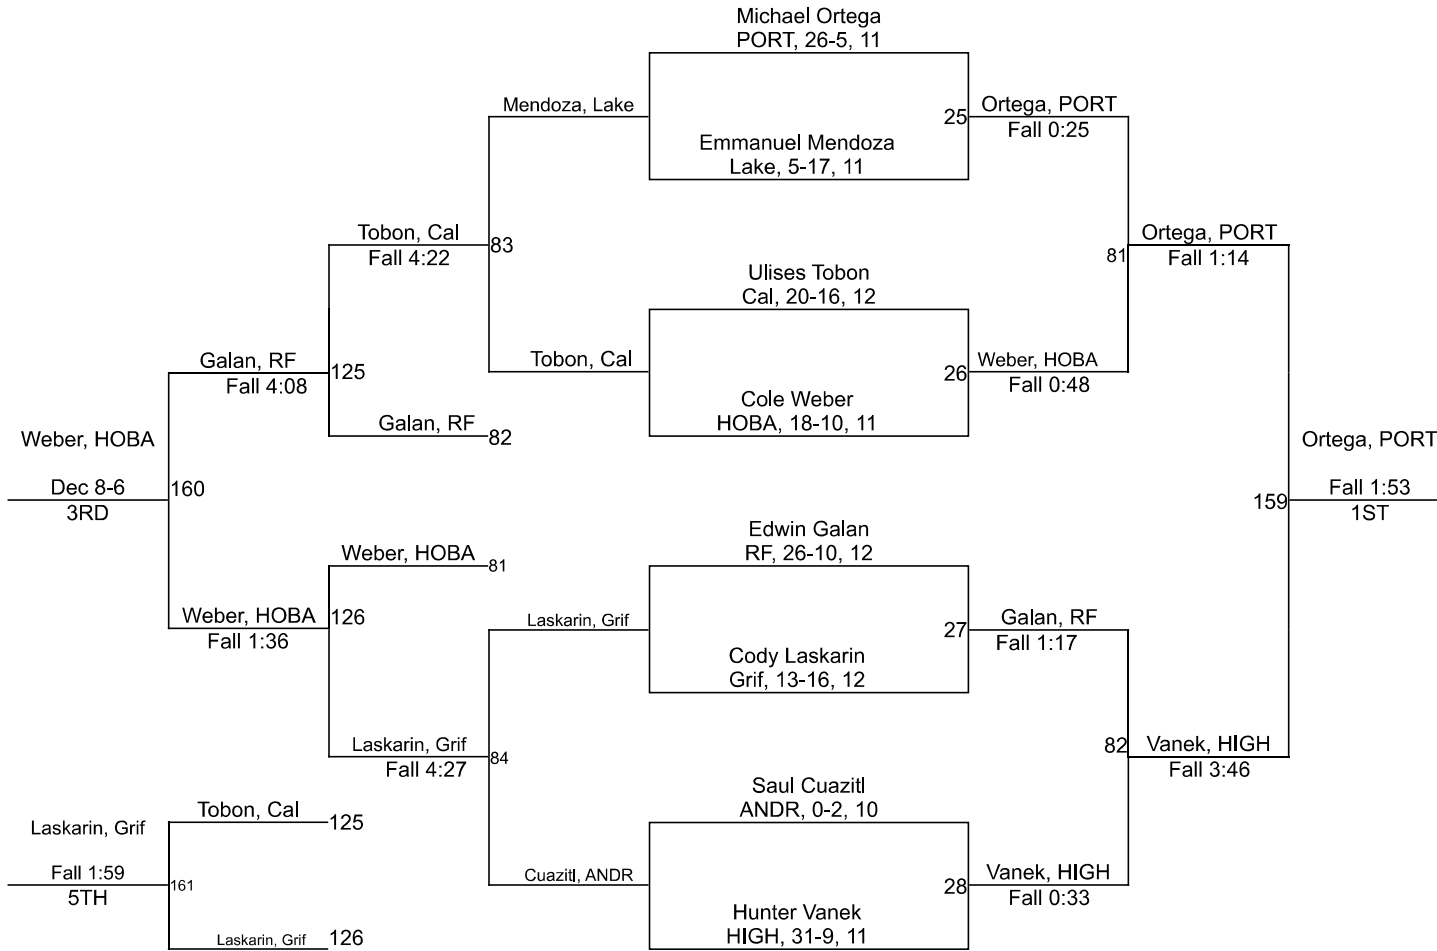 Michael Ortega
PORT, 26-5, 11
Mendoza, Lake
25
Ortega, PORT
Fall 0:25
Emmanuel Mendoza
Lake, 5-17, 11
Tobon, Cal
Fall 4:22
83
81
Ortega, PORT
Fall 1:14
Ulises Tobon
Cal, 20-16, 12
Galan, RF
Fall 4:08
125
Tobon, Cal
26
Weber, HOBA
Fall 0:48
Cole Weber
HOBA, 18-10, 11
Galan, RF
82
Weber, HOBA
Dec 8-6
3RD
160
Ortega, PORT
159
Fall 1:53
1ST
Edwin Galan
RF, 26-10, 12
Weber, HOBA
81
Weber, HOBA
Fall 1:36
126
Laskarin, Grif
27
Galan, RF
Fall 1:17
Cody Laskarin
Grif, 13-16, 12
Laskarin, Grif
Fall 4:27
84
82
Vanek, HIGH
Fall 3:46
Saul Cuazitl
ANDR, 0-2, 10
Tobon, Cal
125
Laskarin, Grif
Fall 1:59
5TH
161
Cuazitl, ANDR
28
Vanek, HIGH
Fall 0:33
Hunter Vanek
HIGH, 31-9, 11
Laskarin, Grif
126